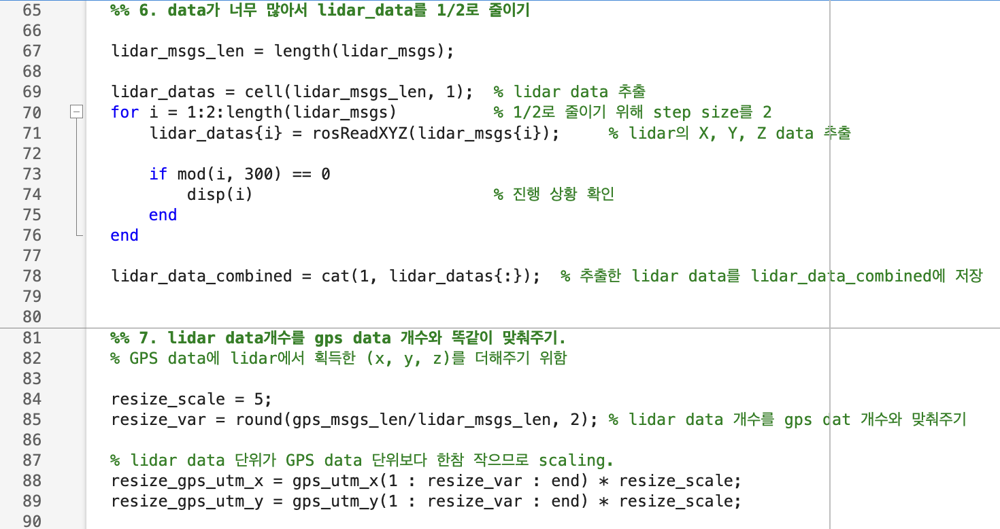 65 %% 6. data가 너무 많아서 lidar_data를 1/2로 줄이기
66
67 lidar_msgs_len = length(lidar_msgs);
68
69 lidar_datas = cell(lidar_msgs_len, 1);  % lidar data 추출
70 for i = 1:2:length(lidar_msgs)          % 1/2로 줄이기 위해 step size를 2
71     lidar_datas{i} = rosReadXYZ(lidar_msgs{i});     % lidar의 X, Y, Z data 추출
72
73     if mod(i, 300) == 0
74         disp(i)                         % 진행 상황 확인
75     end
76 end
77
78 lidar_data_combined = cat(1, lidar_datas{:});  % 추출한 lidar data를 lidar_data_combined에 저장
79
80
81 %% 7. lidar data개수를 gps data 개수와 똑같이 맞춰주기.
82 % GPS data에 lidar에서 획득한 (x, y, z)를 더해주기 위함
83
84 resize_scale = 5;
85 resize_var = round(gps_msgs_len/lidar_msgs_len, 2); % lidar data 개수를 gps dat 개수와 맞춰주기
86
87 % lidar data 단위가 GPS data 단위보다 한참 작으므로 scaling.
88 resize_gps_utm_x = gps_utm_x(1 : resize_var : end) * resize_scale;
89 resize_gps_utm_y = gps_utm_y(1 : resize_var : end) * resize_scale;
90